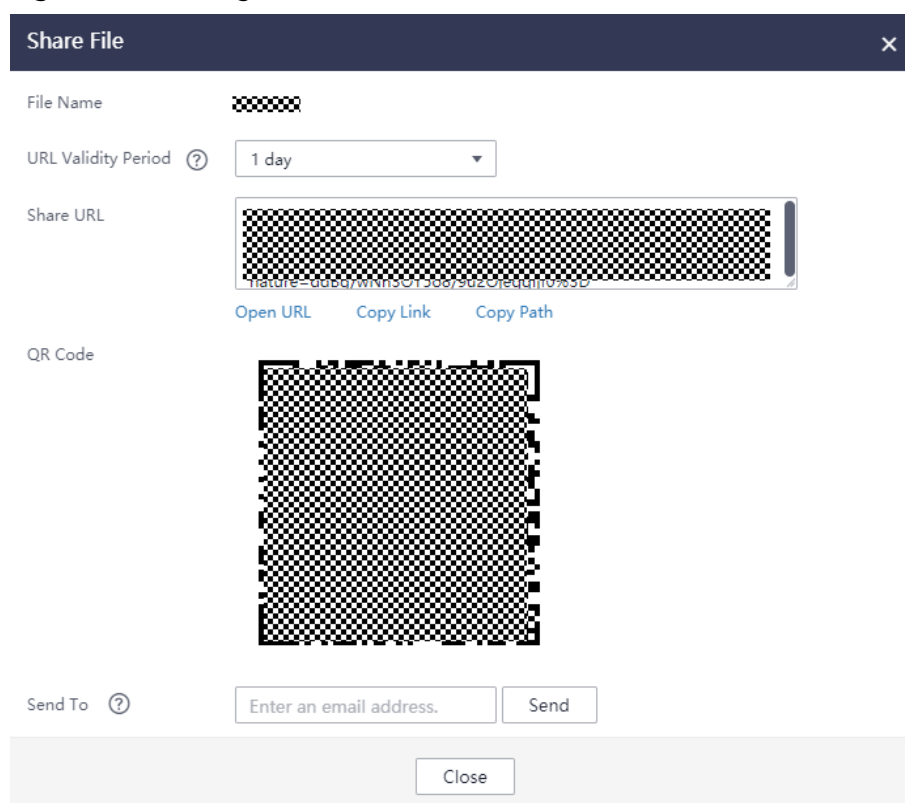 Share File
File Name
URL Validity Period ?
1 day
Share URL
Open URL Copy Link Copy Path
QR Code
Send To ?
Enter an email address. Send
Close